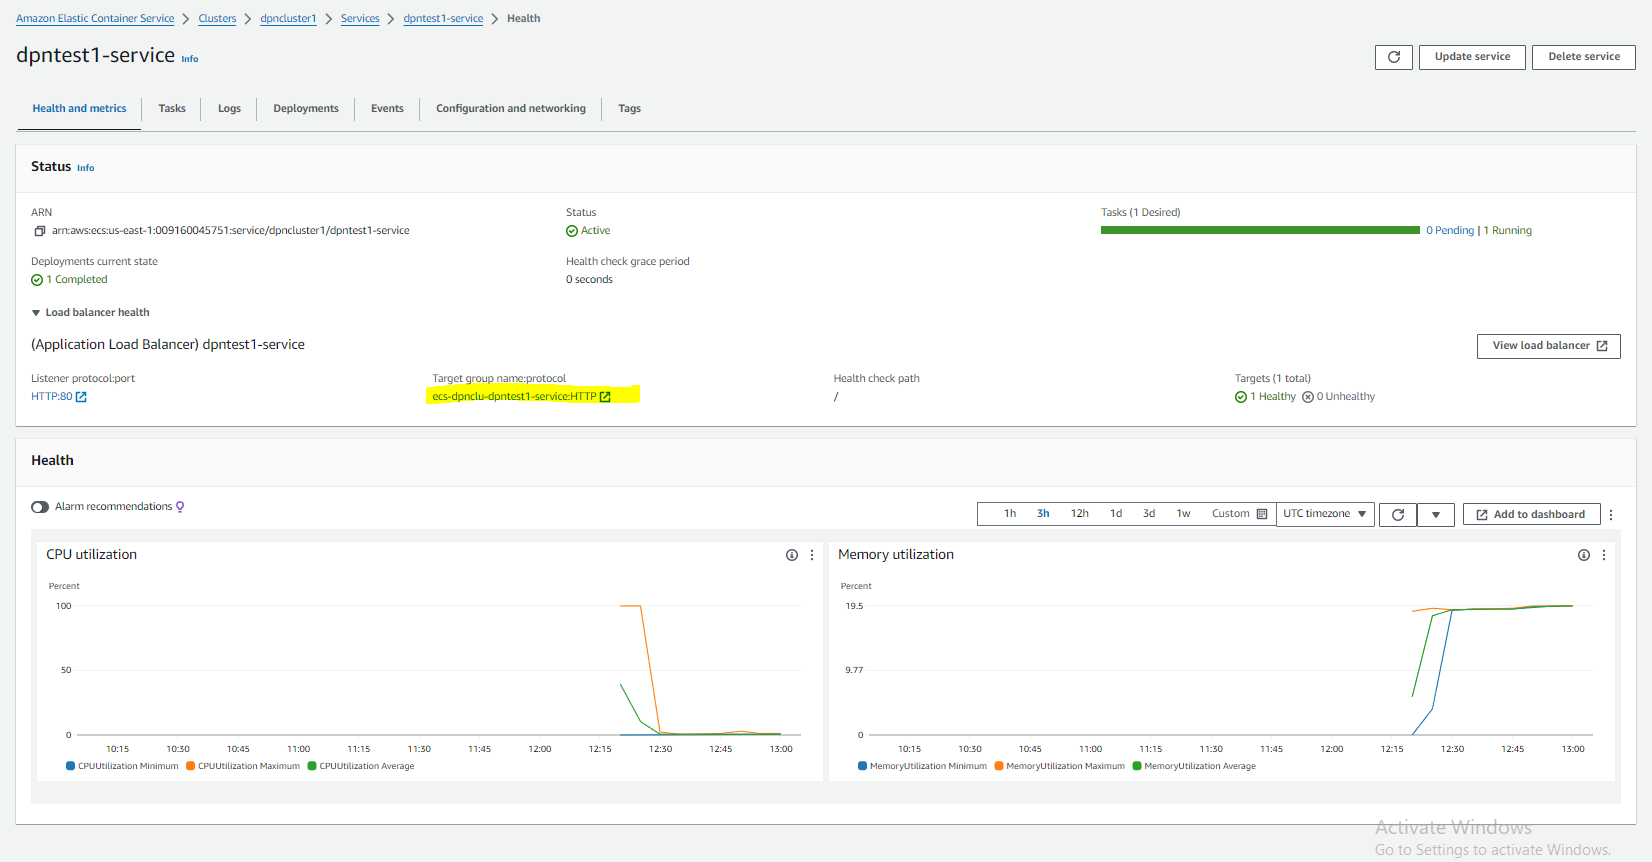 Amazon Elastic Container Service > Clusters > dpncluster1 > Services > dpntest1-service > Health
dpntest1-service Info
Update service
Delete service
Health and metrics
Tasks
Logs
Deployments
Events
Configuration and networking
Tags
Status Info
ARN
arn:aws:ecs:us-east-1:009160045751:service/dpncluster1/dpntest1-service
Status
Active
Tasks (1 Desired)
0 Pending | 1 Running
Deployments current state
1 Completed
Health check grace period
0 seconds
Load balancer health
(Application Load Balancer) dpntest1-service
View load balancer
Listener protocol:port
HTTP:80
Target group name:protocol
ecs-dpnclu-dpntest1-service:HTTP
Health check path
/
Targets (1 total)
1 Healthy 0 Unhealthy
Health
Alarm recommendations
1h 3h 12h 1d 3d 1w Custom UTC timezone
Add to dashboard
CPU utilization
Percent
100
50
0
10:15 10:30 10:45 11:00 11:15 11:30 11:45 12:00 12:15 12:30 12:45 13:00
CPUUtilization Minimum CPUUtilization Maximum CPUUtilization Average
Memory utilization
Percent
19.5
9.77
0
10:15 10:30 10:45 11:00 11:15 11:30 11:45 12:00 12:15 12:30 12:45 13:00
MemoryUtilization Minimum MemoryUtilization Maximum MemoryUtilization Average
Activate Windows
Go to Settings to activate Windows.